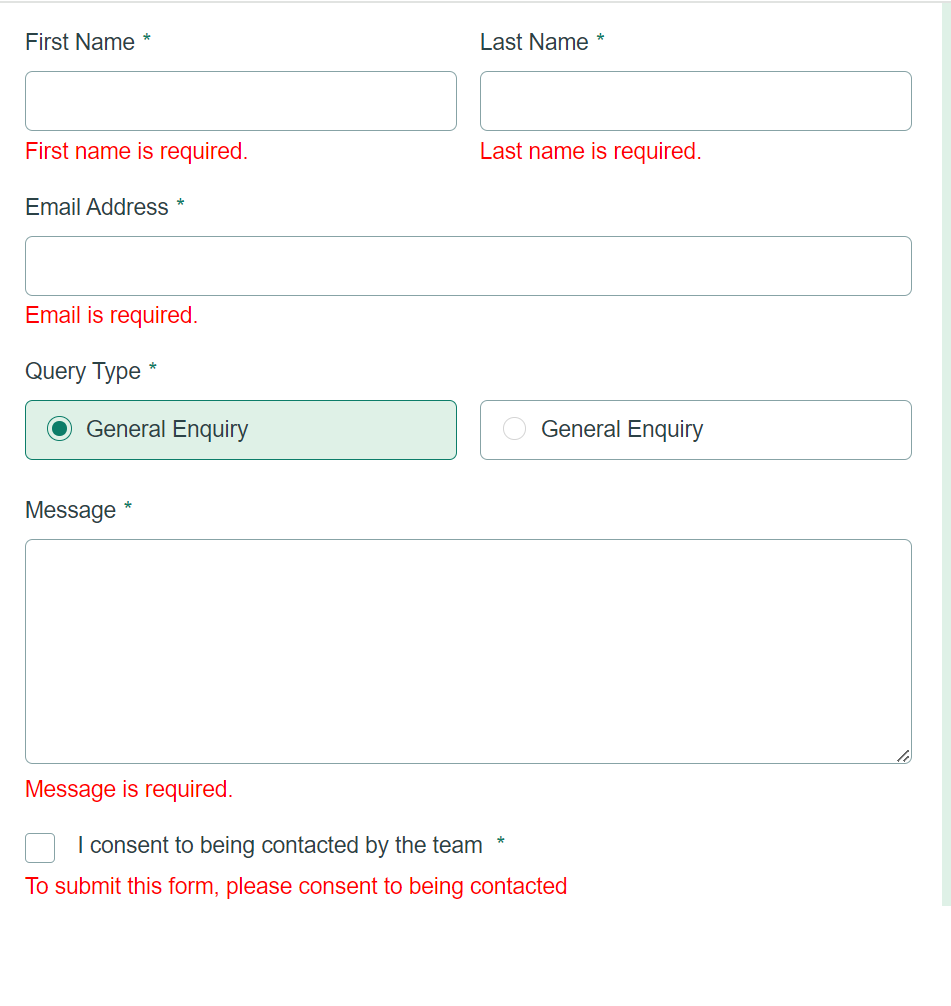 First Name *
Last Name *
First name is required.
Last name is required.
Email Address *
Email is required.
Query Type *
General Enquiry
General Enquiry
Message *
Message is required.
I consent to being contacted by the team *
To submit this form, please consent to being contacted